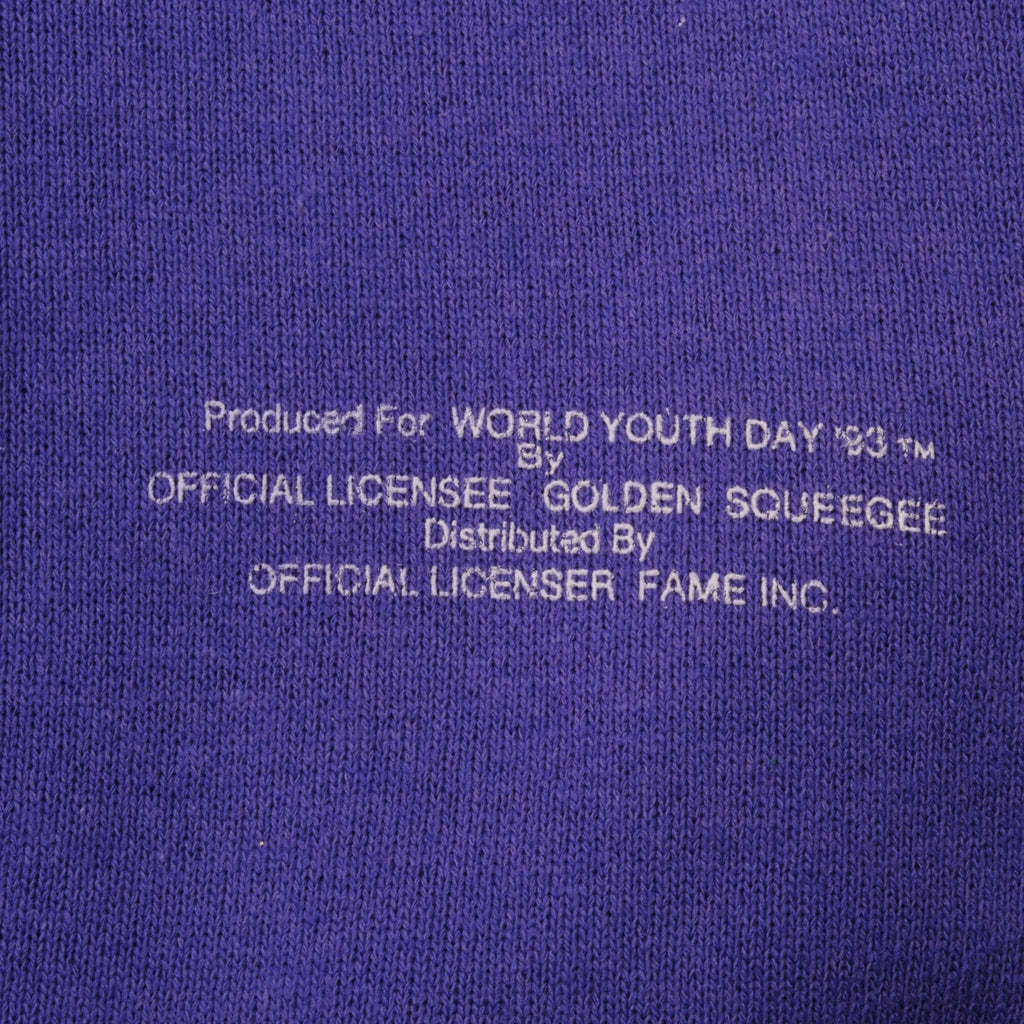 Produced For WORLD YOUTH DAY '93 ™
By
OFFICIAL LICENSEE GOLDEN SQUEEGEE
Distributed By
OFFICIAL LICENSER FAME INC.